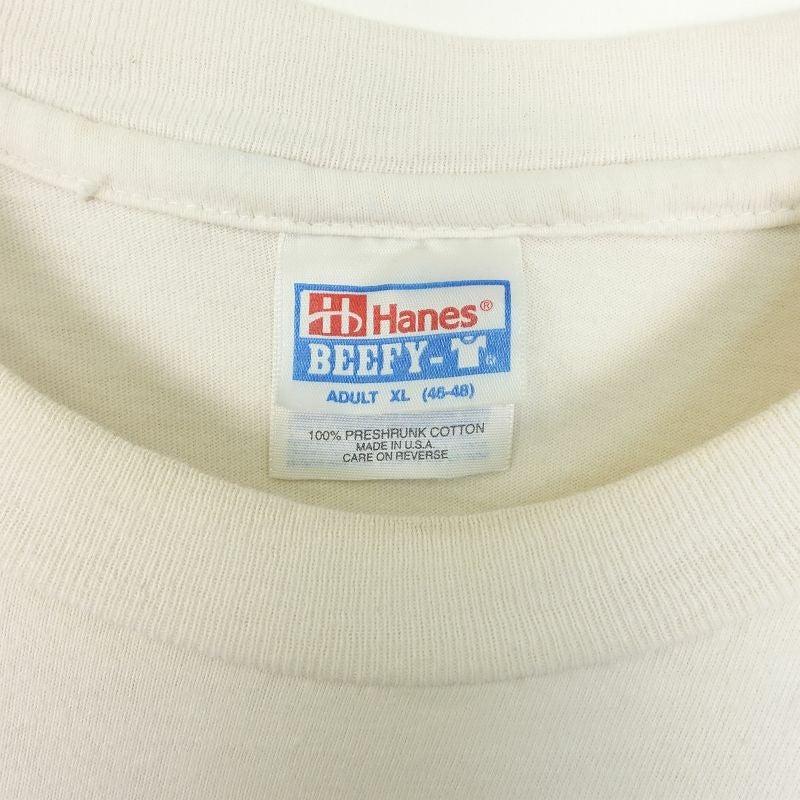 Hanes®
BEEFY-T®
ADULT XL (46-48)
100% PRESHRUNK COTTON
MADE IN U.S.A
CARE ON REVERSE